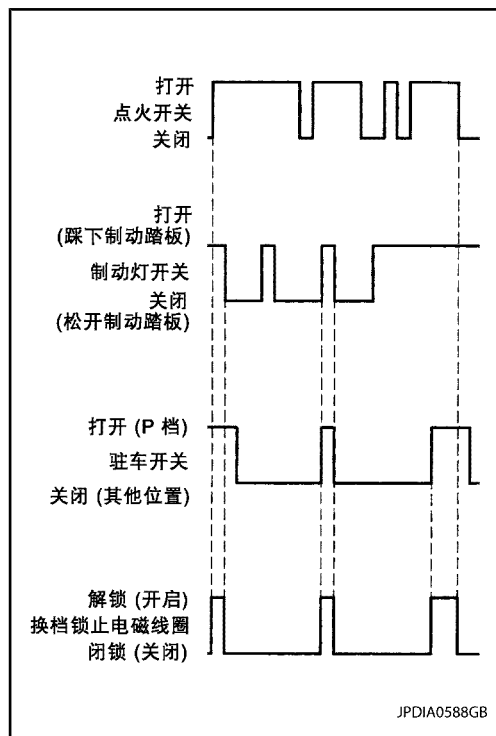 打开
点火开关
关闭
打开
(踩下制动踏板)
制动灯开关
关闭
(松开制动踏板)
打开 (P 档)
驻车开关
关闭 (其他位置)
解锁 (开启)
换档锁止电磁线圈
闭锁 (关闭)
JPDIA0588GB